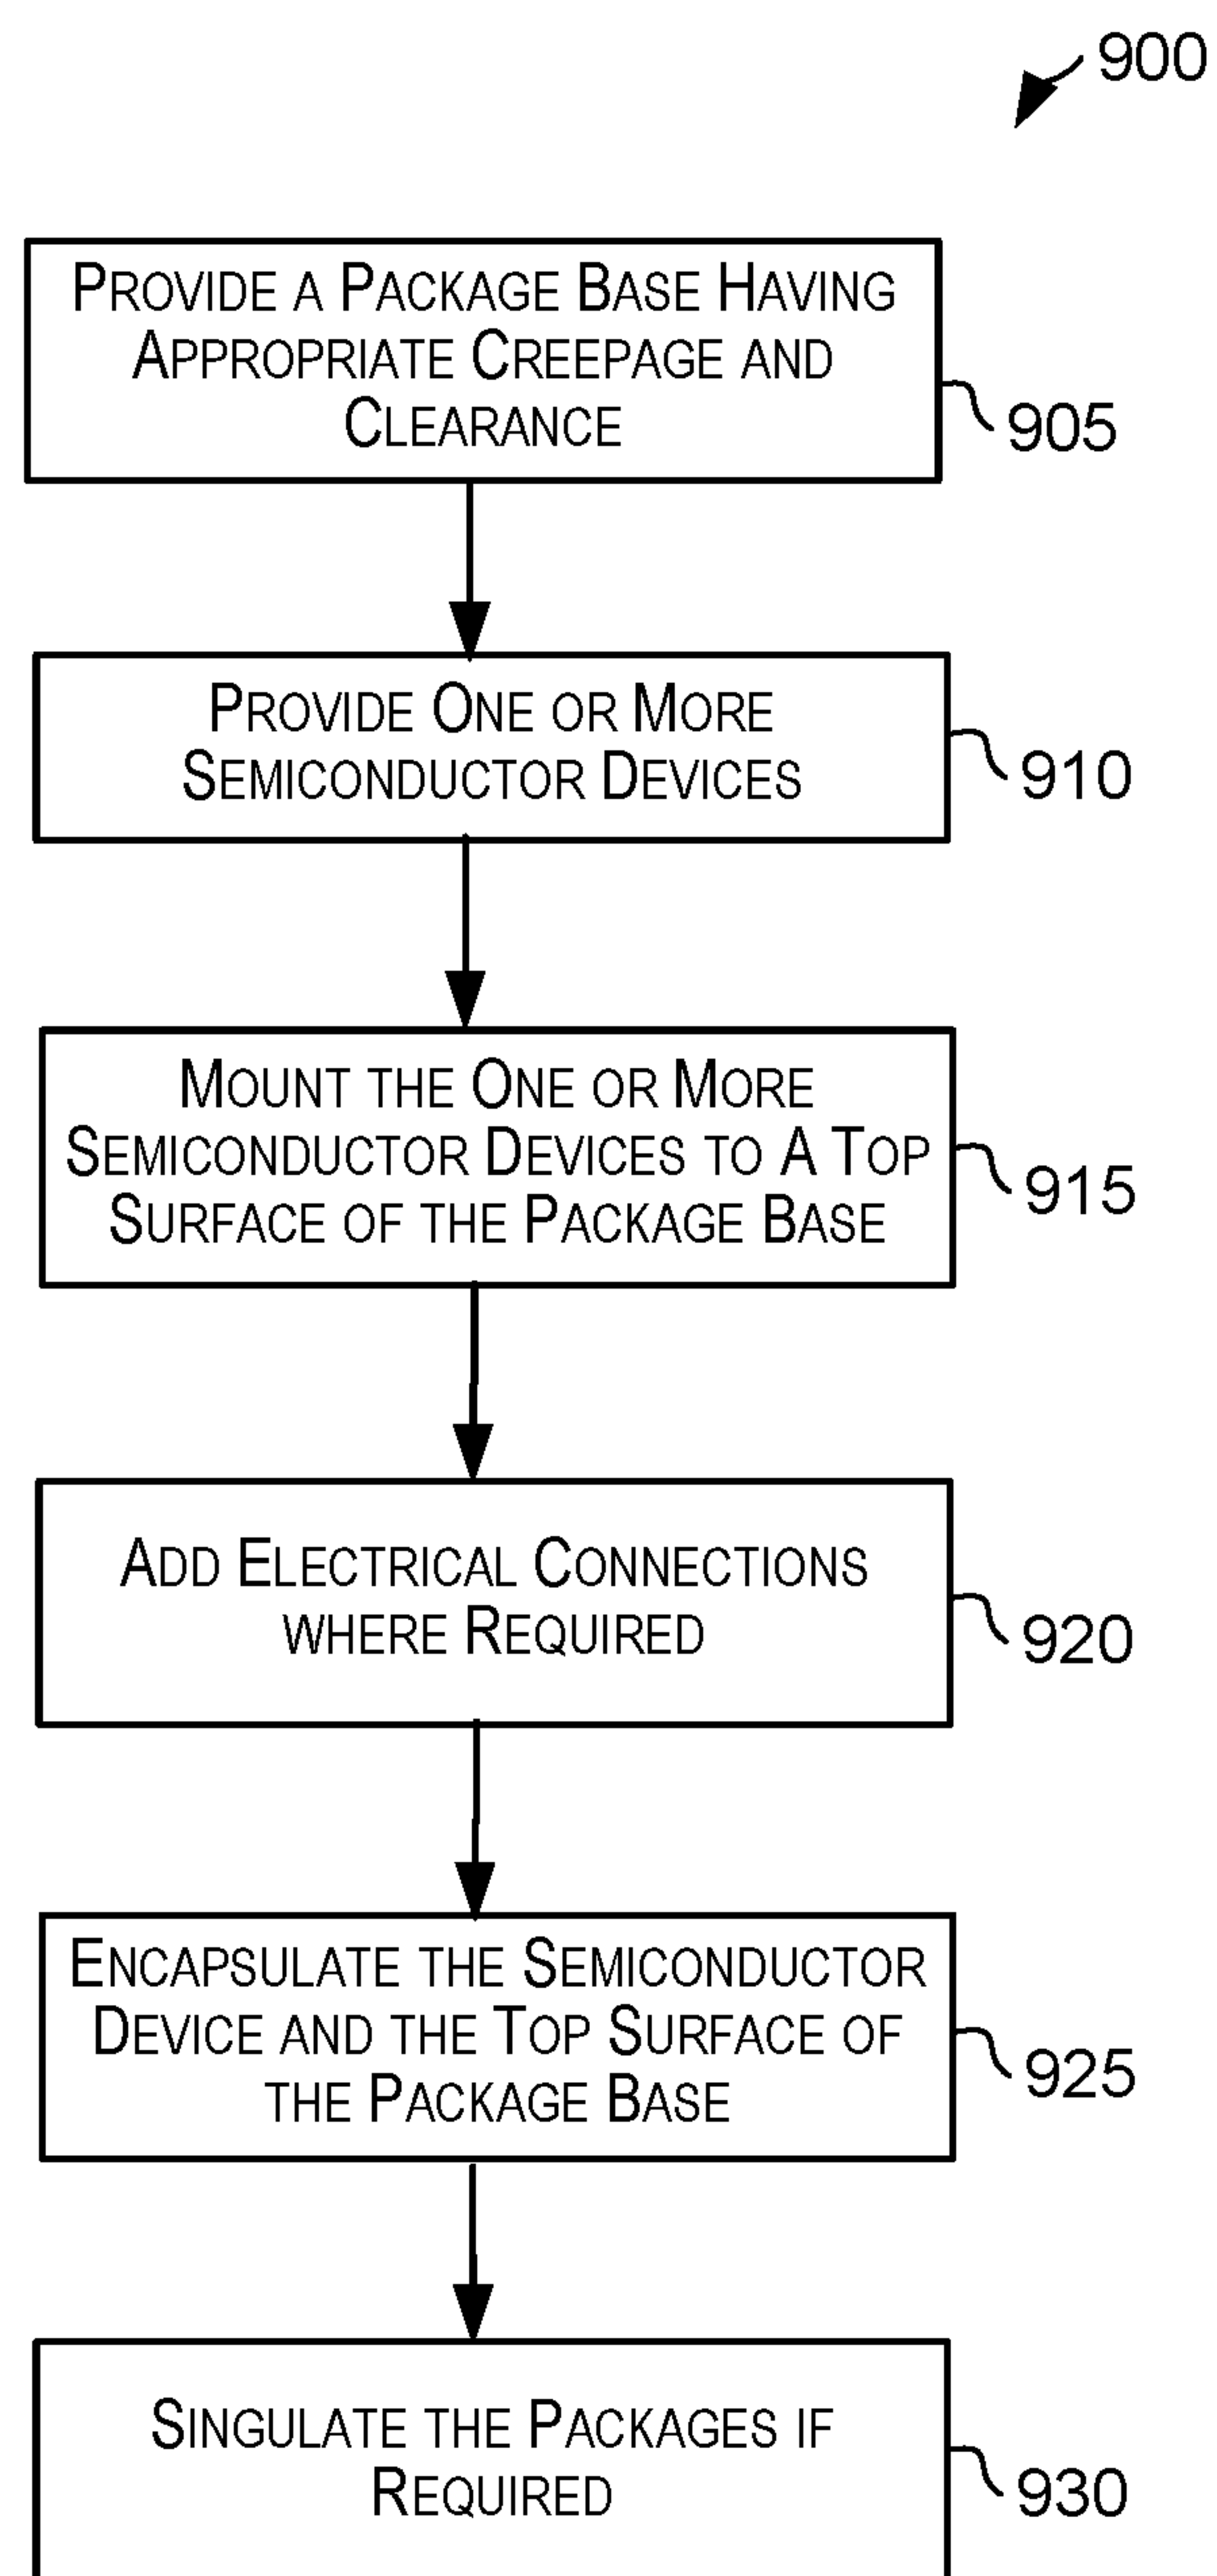 900
PROVIDE A PACKAGE BASE HAVING
APPROPRIATE CREEPAGE AND
CLEARANCE
905
PROVIDE ONE OR MORE
SEMICONDUCTOR DEVICES
910
MOUNT THE ONE OR MORE
SEMICONDUCTOR DEVICES TO A TOP
SURFACE OF THE PACKAGE BASE
915
ADD ELECTRICAL CONNECTIONS
WHERE REQUIRED
920
ENCAPSULATE THE SEMICONDUCTOR
DEVICE AND THE TOP SURFACE OF
THE PACKAGE BASE
925
SINGULATE THE PACKAGES IF
REQUIRED
930